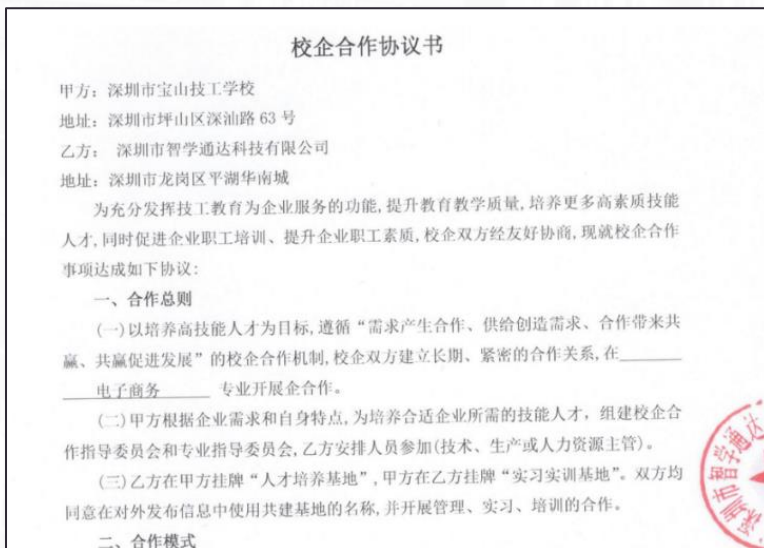 校企合作协议书
甲方：深圳市宝山技工学校
地址：深圳市坪山区深汕路 63 号
乙方： 深圳市智学通达科技有限公司
地址：深圳市龙岗区平湖华南城
为充分发挥技工教育为企业服务的功能,提升教育教学质量,培养更多高素质技能
人才,同时促进企业职工培训、提升企业职工素质,校企双方经友好协商,现就校企合作
事项达成如下协议：
一、合作总则
(一)以培养高技能人才为目标,遵循“需求产生合作、供给创造需求、合作带来共
赢、共赢促进发展”的校企合作机制,校企双方建立长期、紧密的合作关系,在
电子商务 专业开展企合作。
(二)甲方根据企业需求和自身特点,为培养合适企业所需的技能人才，组建校企合
作指导委员会和专业指导委员会,乙方安排人员参加(技术、生产或人力资源主管)。
(三)乙方在甲方挂牌“人才培养基地”,甲方在乙方挂牌“实习实训基地”。双方均
同意在对外发布信息中使用共建基地的名称,并开展管理、实习、培训的合作。
二、合作模式
深圳市智学通达